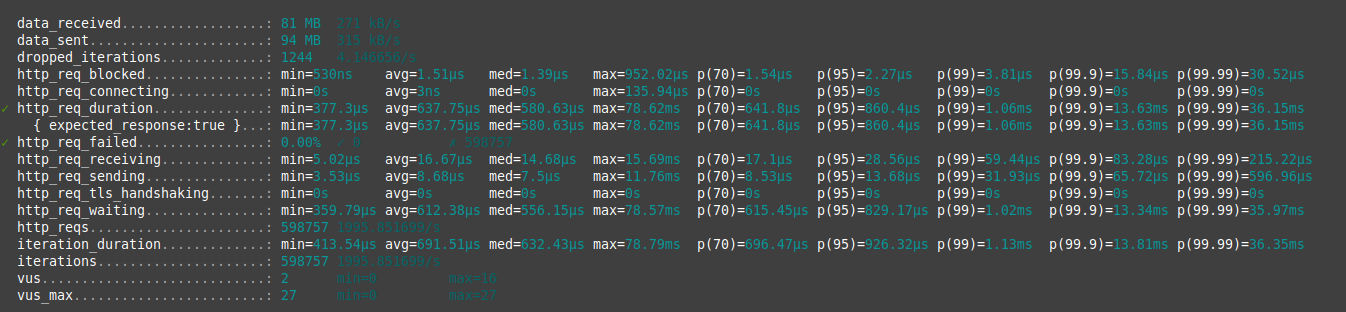 data_received..................: 81 MB 271 kB/s
data_sent......................: 94 MB 315 kB/s
dropped_iterations.............: 1244 4.146656/s
http_req_blocked...............: min=530ns avg=1.51µs med=1.39µs max=952.02µs p(70)=1.54µs p(95)=2.27µs p(99)=3.81µs p(99.9)=15.84µs p(99.99)=30.52µs
http_req_connecting............: min=0s avg=3ns med=0s max=135.94µs p(70)=0s p(95)=0s p(99)=0s p(99.9)=0s p(99.99)=0s
✓ http_req_duration..............: min=377.3µs avg=637.75µs med=580.63µs max=78.62ms p(70)=641.8µs p(95)=860.4µs p(99)=1.06ms p(99.9)=13.63ms p(99.99)=36.15ms
{ expected_response:true }...: min=377.3µs avg=637.75µs med=580.63µs max=78.62ms p(70)=641.8µs p(95)=860.4µs p(99)=1.06ms p(99.9)=13.63ms p(99.99)=36.15ms
✓ http_req_failed................: 0.00% ✓ 0 ✗ 598757
http_req_receiving.............: min=5.02µs avg=16.67µs med=14.68µs max=15.69ms p(70)=17.1µs p(95)=28.56µs p(99)=59.44µs p(99.9)=83.28µs p(99.99)=215.22µs
http_req_sending...............: min=3.53µs avg=8.68µs med=7.5µs max=11.76ms p(70)=8.53µs p(95)=13.68µs p(99)=31.93µs p(99.9)=65.72µs p(99.99)=596.96µs
http_req_tls_handshaking.......: min=0s avg=0s med=0s max=0s p(70)=0s p(95)=0s p(99)=0s p(99.9)=0s p(99.99)=0s
http_req_waiting...............: min=359.79µs avg=612.38µs med=556.15µs max=78.57ms p(70)=615.45µs p(95)=829.17µs p(99)=1.02ms p(99.9)=13.34ms p(99.99)=35.97ms
http_reqs......................: 598757 1995.851699/s
iteration_duration.............: min=413.54µs avg=691.51µs med=632.43µs max=78.79ms p(70)=696.47µs p(95)=926.32µs p(99)=1.13ms p(99.9)=13.81ms p(99.99)=36.35ms
iterations.....................: 598757 1995.851699/s
vus............................: 2 min=0 max=16
vus_max........................: 27 min=0 max=27